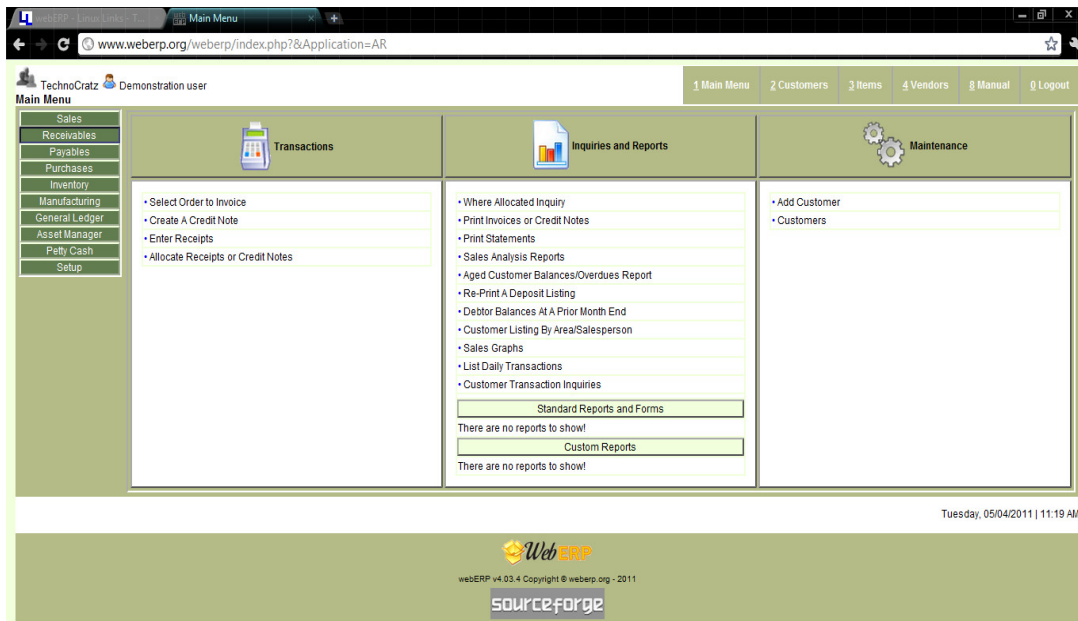 webERP - Linux Links - T...
Main Menu
www.weberp.org/weberp/index.php?&Application=AR
TechnoCratz Demonstration user
1 Main Menu
2 Customers
3 Items
4 Vendors
8 Manual
0 Logout
Main Menu
Sales
Receivables
Payables
Purchases
Inventory
Manufacturing
General Ledger
Asset Manager
Petty Cash
Setup
Transactions
• Select Order to Invoice
• Create A Credit Note
• Enter Receipts
• Allocate Receipts or Credit Notes
Inquiries and Reports
• Where Allocated Inquiry
• Print Invoices or Credit Notes
• Print Statements
• Sales Analysis Reports
• Aged Customer Balances/Overdues Report
• Re-Print A Deposit Listing
• Debtor Balances At A Prior Month End
• Customer Listing By Area/Salesperson
• Sales Graphs
• List Daily Transactions
• Customer Transaction Inquiries
Standard Reports and Forms
There are no reports to show!
Custom Reports
There are no reports to show!
Maintenance
• Add Customer
• Customers
Tuesday, 05/04/2011 | 11:19 AM
Web ERP
webERP v4.03.4 Copyright © weberp.org - 2011
sourceforge